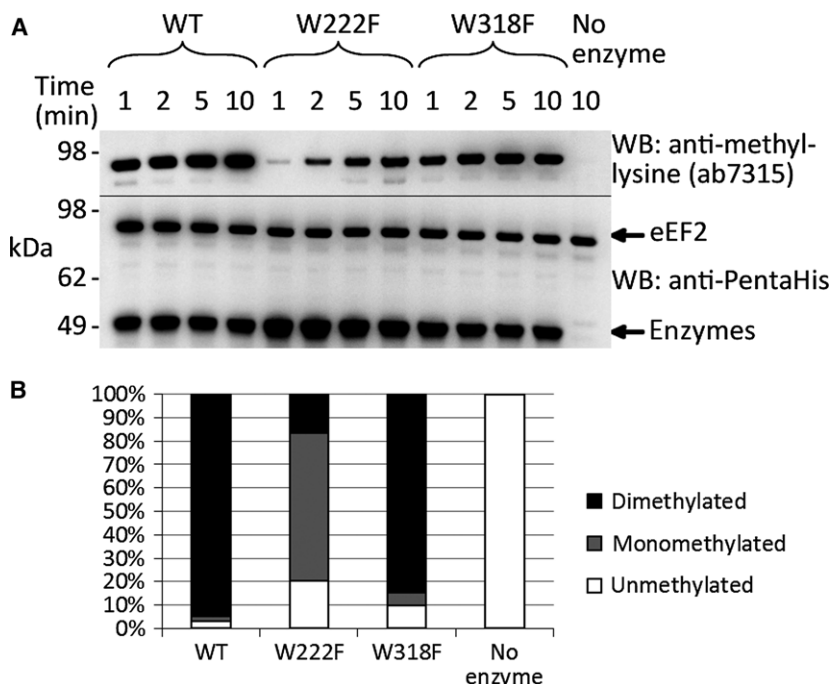 A
WT W222F W318F No enzyme
Time (min) 1 2 5 10 1 2 5 10 1 2 5 10 10
98 -
WB: anti-methyl-
lysine (ab7315)
98 -
eEF2
kDa
62 -
WB: anti-PentaHis
49 -
Enzymes
B
100%
90%
80%
70%
60%
50%
40%
30%
20%
10%
0%
Dimethylated
Monomethylated
Unmethylated
WT W222F W318F No enzyme